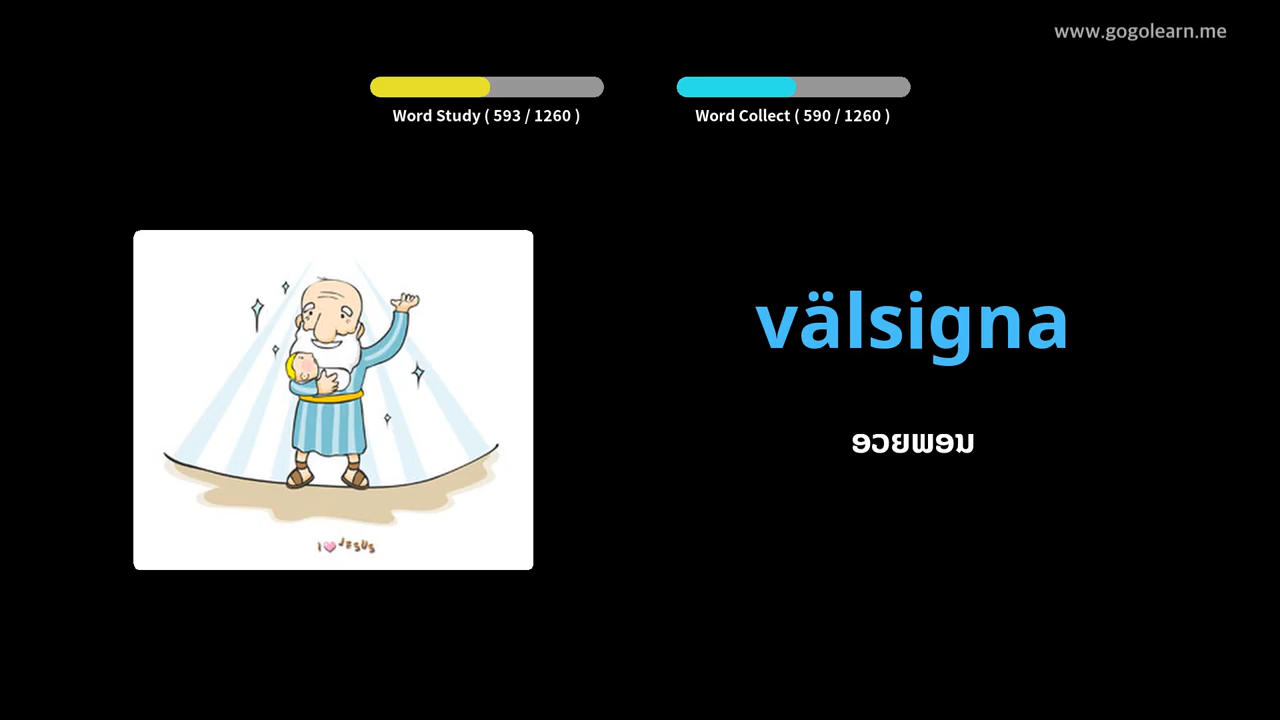 www.gogolearn.me
Word Study ( 593 / 1260 )
Word Collect ( 590 / 1260 )
välsigna
ອວຍພອນ
I JESUS